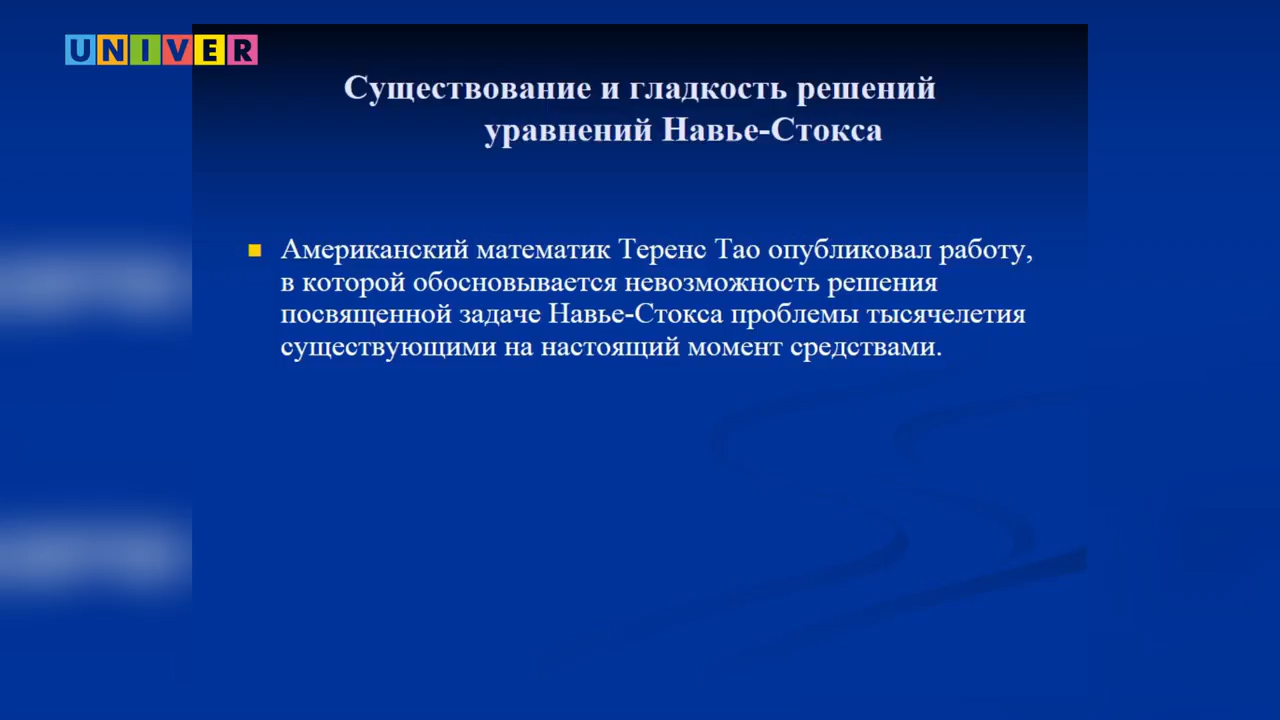 UNIVER
Существование и гладкость решений
уравнений Навье-Стокса
Американский математик Теренс Тао опубликовал работу,
в которой обосновывается невозможность решения
посвященной задаче Навье-Стокса проблемы тысячелетия
существующими на настоящий момент средствами.